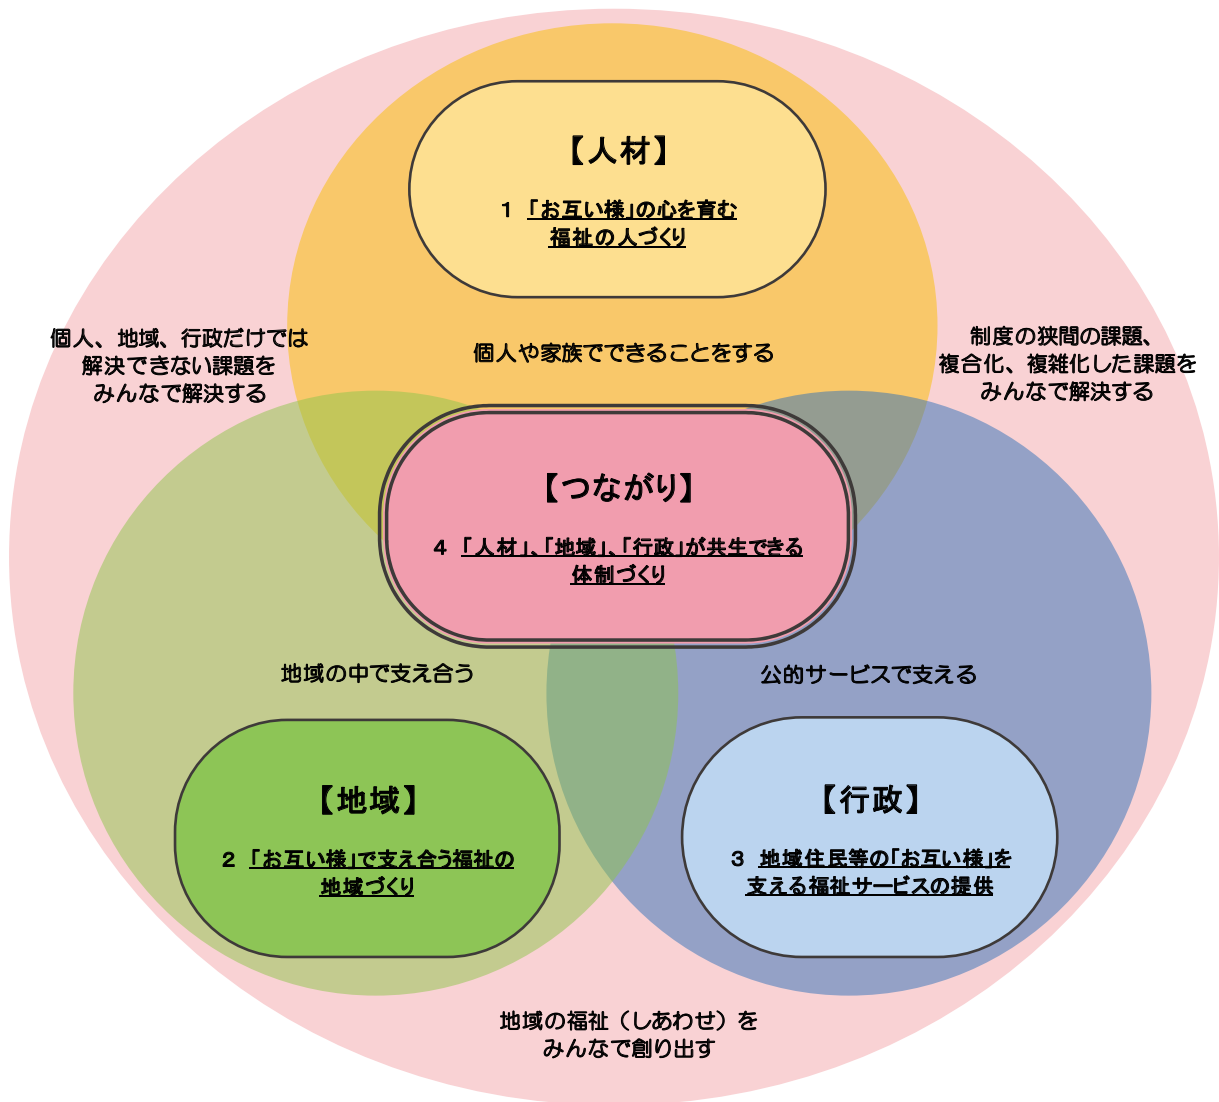 【人材】
１ 「お互い様」の心を育む
福祉の人づくり
個人、地域、行政だけでは
解決できない課題を
みんなで解決する
個人や家族でできることをする
制度の狭間の課題、
複合化、複雑化した課題を
みんなで解決する
【つながり】
４ 「人材」、「地域」、「行政」が共生できる
体制づくり
地域の中で支え合う
公的サービスで支える
【地域】
２ 「お互い様」で支え合う福祉の
地域づくり
【行政】
３ 地域住民等の「お互い様」を
支える福祉サービスの提供
地域の福祉（しあわせ）を
みんなで創り出す